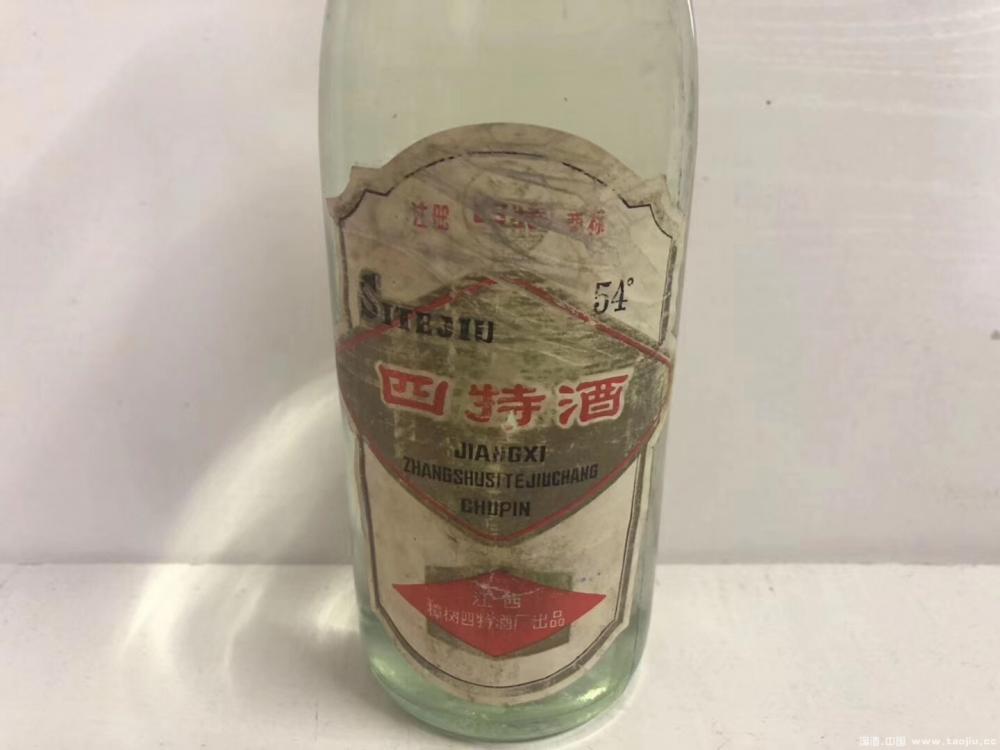 注册 商标
SITEJIU
54°
四特酒
JIANGXI
ZHANGSHUSITEJIUCHANG
CHUPIN
江西
樟树四特酒厂出品
淘酒.中国 www.taojiu.cc